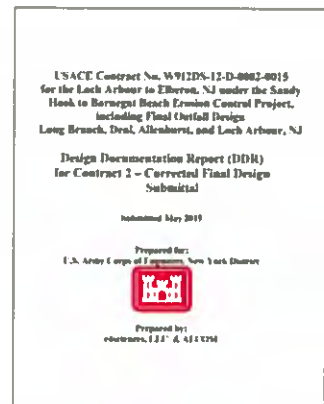 USACE Contract No. W912DS-12-D-0002-0015
for the Loch Arbour to Elberon, NJ under the Sandy
Hook to Barnegat Beach Erosion Control Project,
including Final Outfall Design
Long Branch, Deal, Allenhurst, and Loch Arbour, NJ
Design Documentation Report (DDR)
for Contract 2 – Corrected Final Design
Submittal
Submitted May 2015
Prepared for:
U.S. Army Corps of Engineers, New York District
Prepared by:
LLC & AECOM